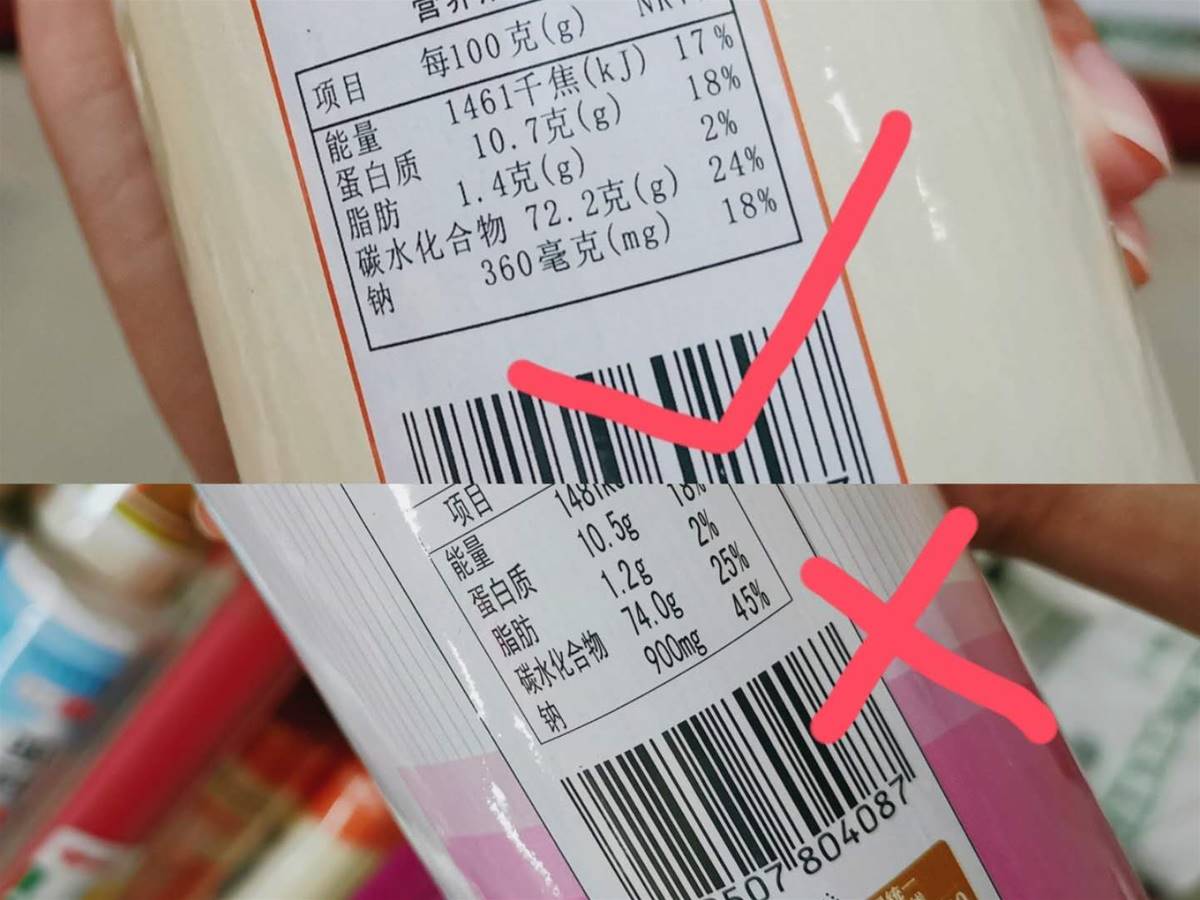 项目 每100克(g)
能量 1461千焦(kJ) 17%
蛋白质 10.7克(g) 18%
脂肪 1.4克(g) 2%
碳水化合物 72.2克(g) 24%
钠 360毫克(mg) 18%
项目
能量
蛋白质 10.5g 18%
脂肪 1.2g 2%
碳水化合物 74.0g 25%
钠 900mg 45%
507 804087